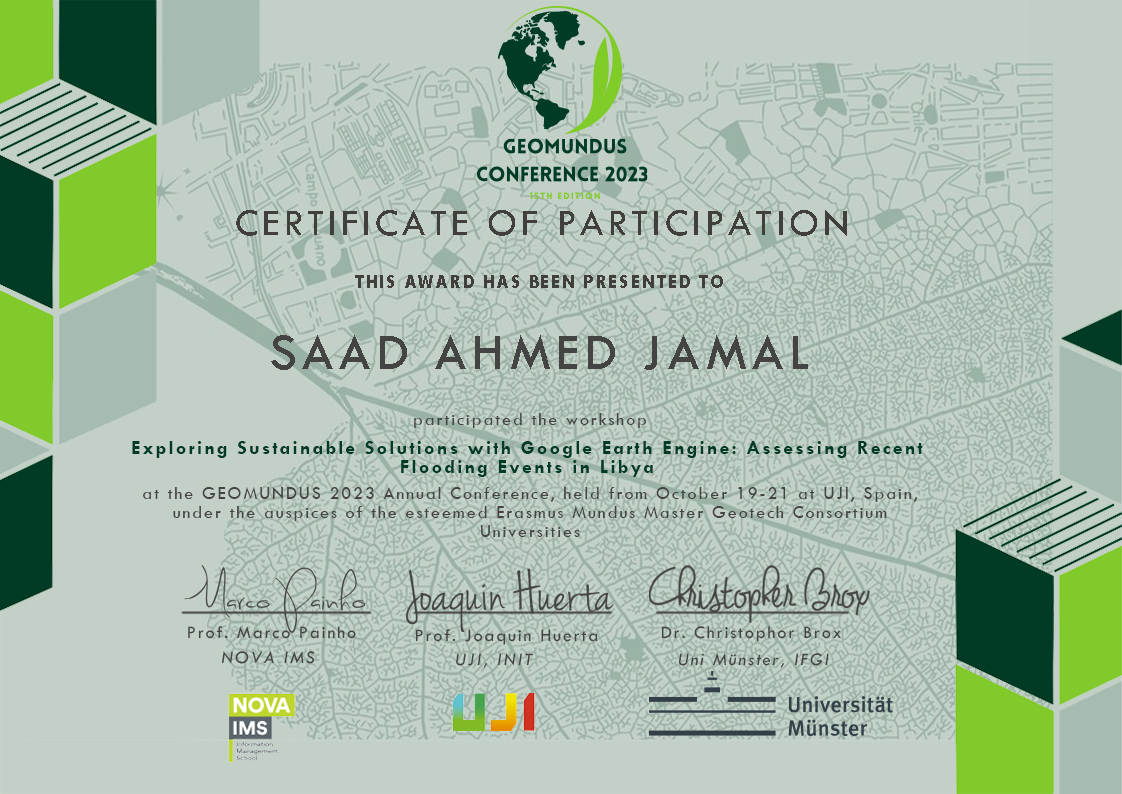 GEOMUNDUS
CONFERENCE 2023
15TH EDITION
CERTIFICATE OF PARTICIPATION
THIS AWARD HAS BEEN PRESENTED TO
SAAD AHMED JAMAL
participated the workshop
Exploring Sustainable Solutions with Google Earth Engine: Assessing Recent
Flooding Events in Libya
at the GEOMUNDUS 2023 Annual Conference, held from October 19-21 at UJI, Spain,
under the auspices of the esteemed Erasmus Mundus Master Geotech Consortium
Universities
Marco Painho
Joaquin Huerta
Christopher Brox
Prof. Marco Painho
Prof. Joaquin Huerta
Dr. Christophor Brox
NOVA IMS
UJI, INIT
Uni Münster, IFGI
NOVA
IMS
Information
Management
School
UJI
Universität
Münster